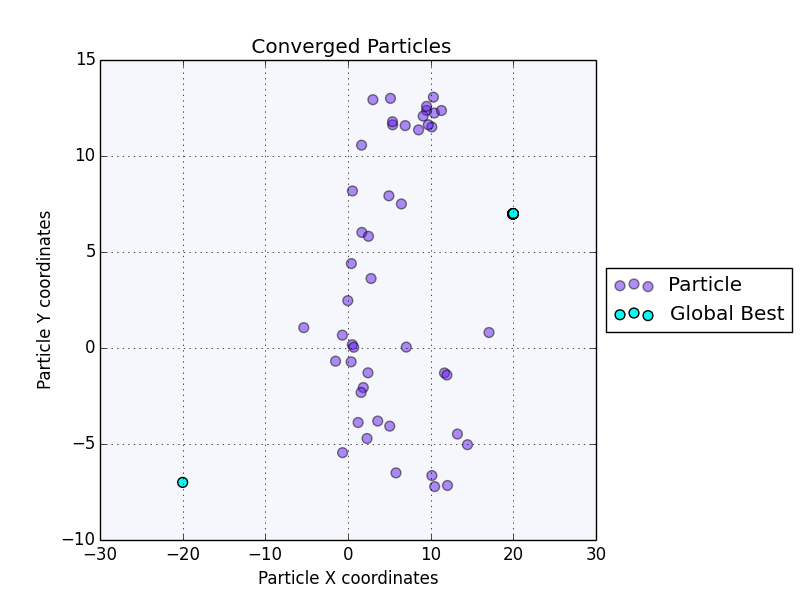 Converged Particles
15
10
5
0
−5
−10
−30
−20
−10
0
10
20
30
Particle X coordinates
Particle Y coordinates
Particle
Global Best